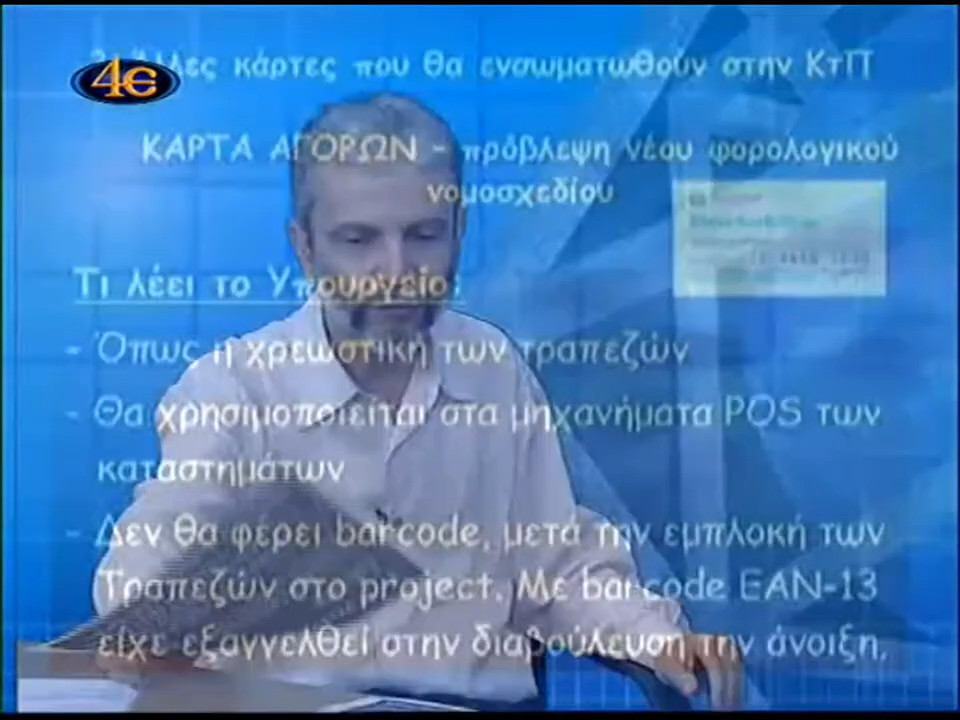 4ε
Άλλες κάρτες που θα ενσωματωθούν στην ΚτΠ
ΚΑΡΤΑ ΑΓΟΡΩΝ - πρόβλεψη νέου φορολογικού
νομοσχεδίου
Τι λέει το Υπουργείο:
- Όπως η χρεωστική των τραπεζών
- Θα χρησιμοποιείται στα μηχανήματα POS των
καταστημάτων
- Δεν θα φέρει barcode, μετά την εμπλοκή των
Τραπεζών στο project. Με barcode EAN-13
είχε εξαγγελθεί στην διαβούλευση την άνοιξη,